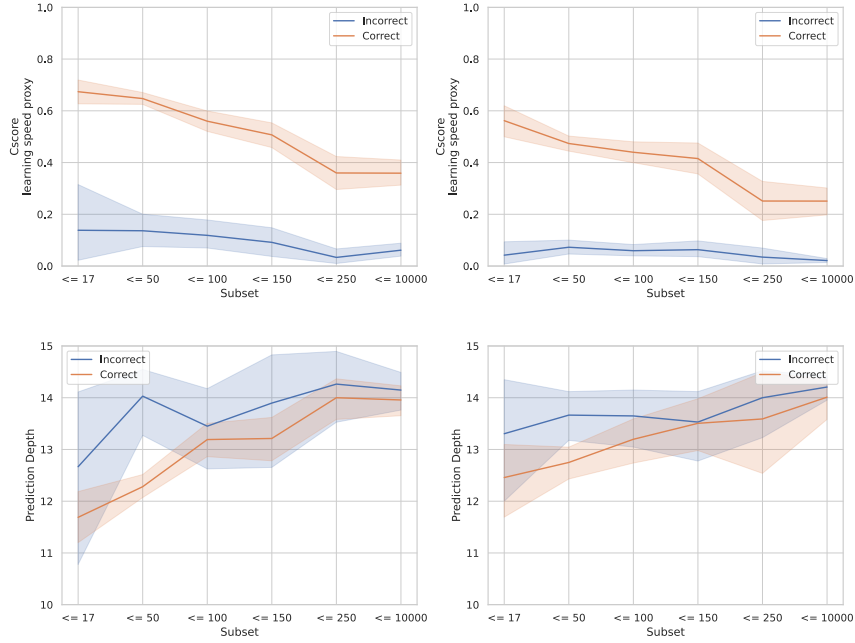 1.0
0.8
0.6
0.4
0.2
0.0
Cscore
learning speed proxy
Incorrect
Correct
<= 17 <= 50 <= 100 <= 150 <= 250 <= 10000
Subset
1.0
0.8
0.6
0.4
0.2
0.0
Cscore
learning speed proxy
Incorrect
Correct
<= 17 <= 50 <= 100 <= 150 <= 250 <= 10000
Subset
15
14
13
12
11
10
Prediction Depth
Incorrect
Correct
<= 17 <= 50 <= 100 <= 150 <= 250 <= 10000
Subset
15
14
13
12
11
10
Prediction Depth
Incorrect
Correct
<= 17 <= 50 <= 100 <= 150 <= 250 <= 10000
Subset